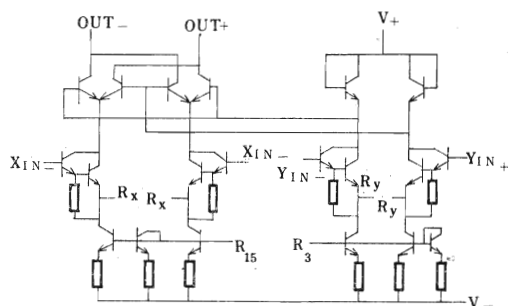 OUT- OUT+ V+
XIN- XIN- YIN- YIN+
Rx Rx Ry Ry
R15 R3
V-